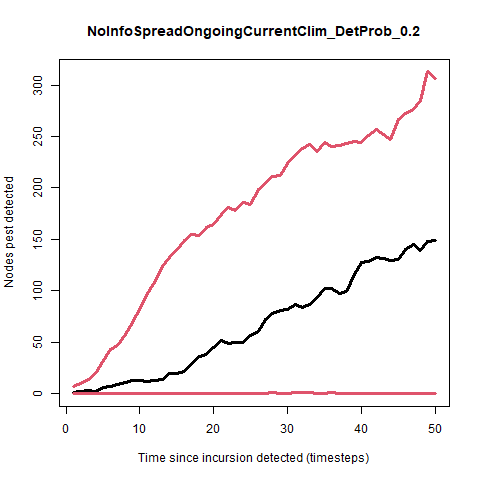 NoInfoSpreadOngoingCurrentClim_DetProb_0.2
Nodes pest detected
300
250
200
150
100
50
0
0 10 20 30 40 50
Time since incursion detected (timesteps)